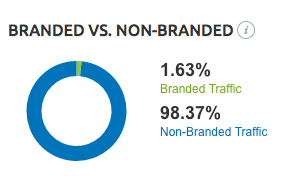 BRANDED VS. NON-BRANDED i
1.63%
Branded Traffic
98.37%
Non-Branded Traffic